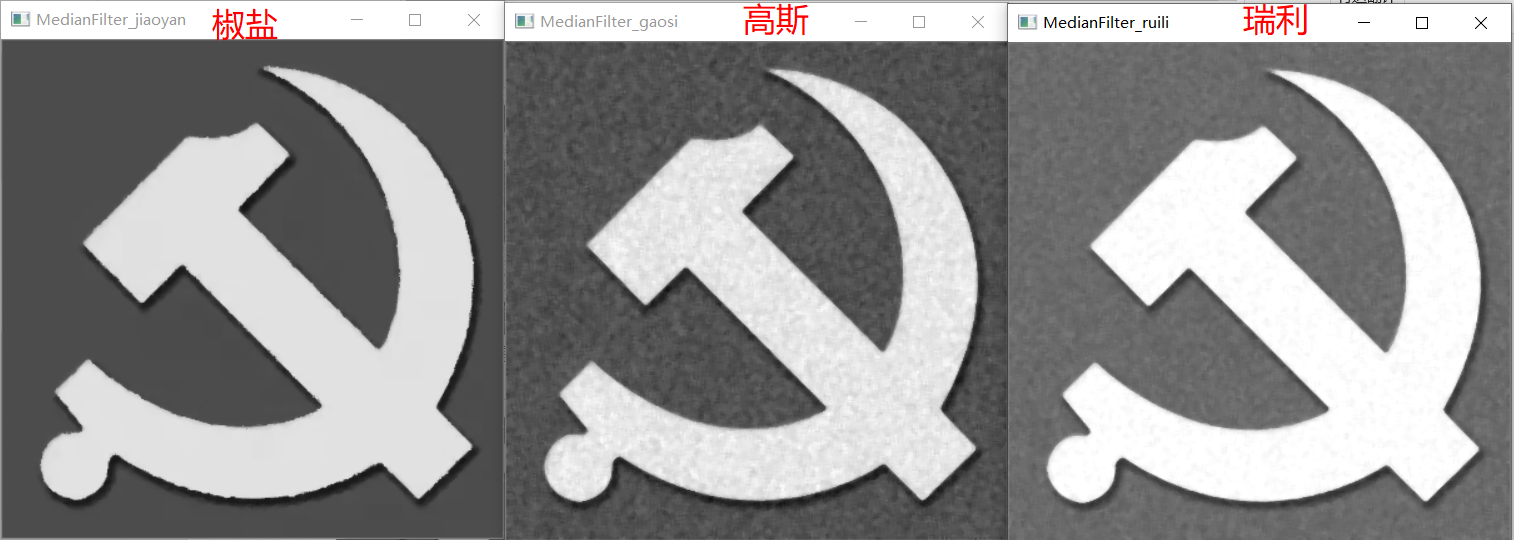 MedianFilter_jiaoyan
椒盐
MedianFilter_gaosi
高斯
MedianFilter_ruili
瑞利